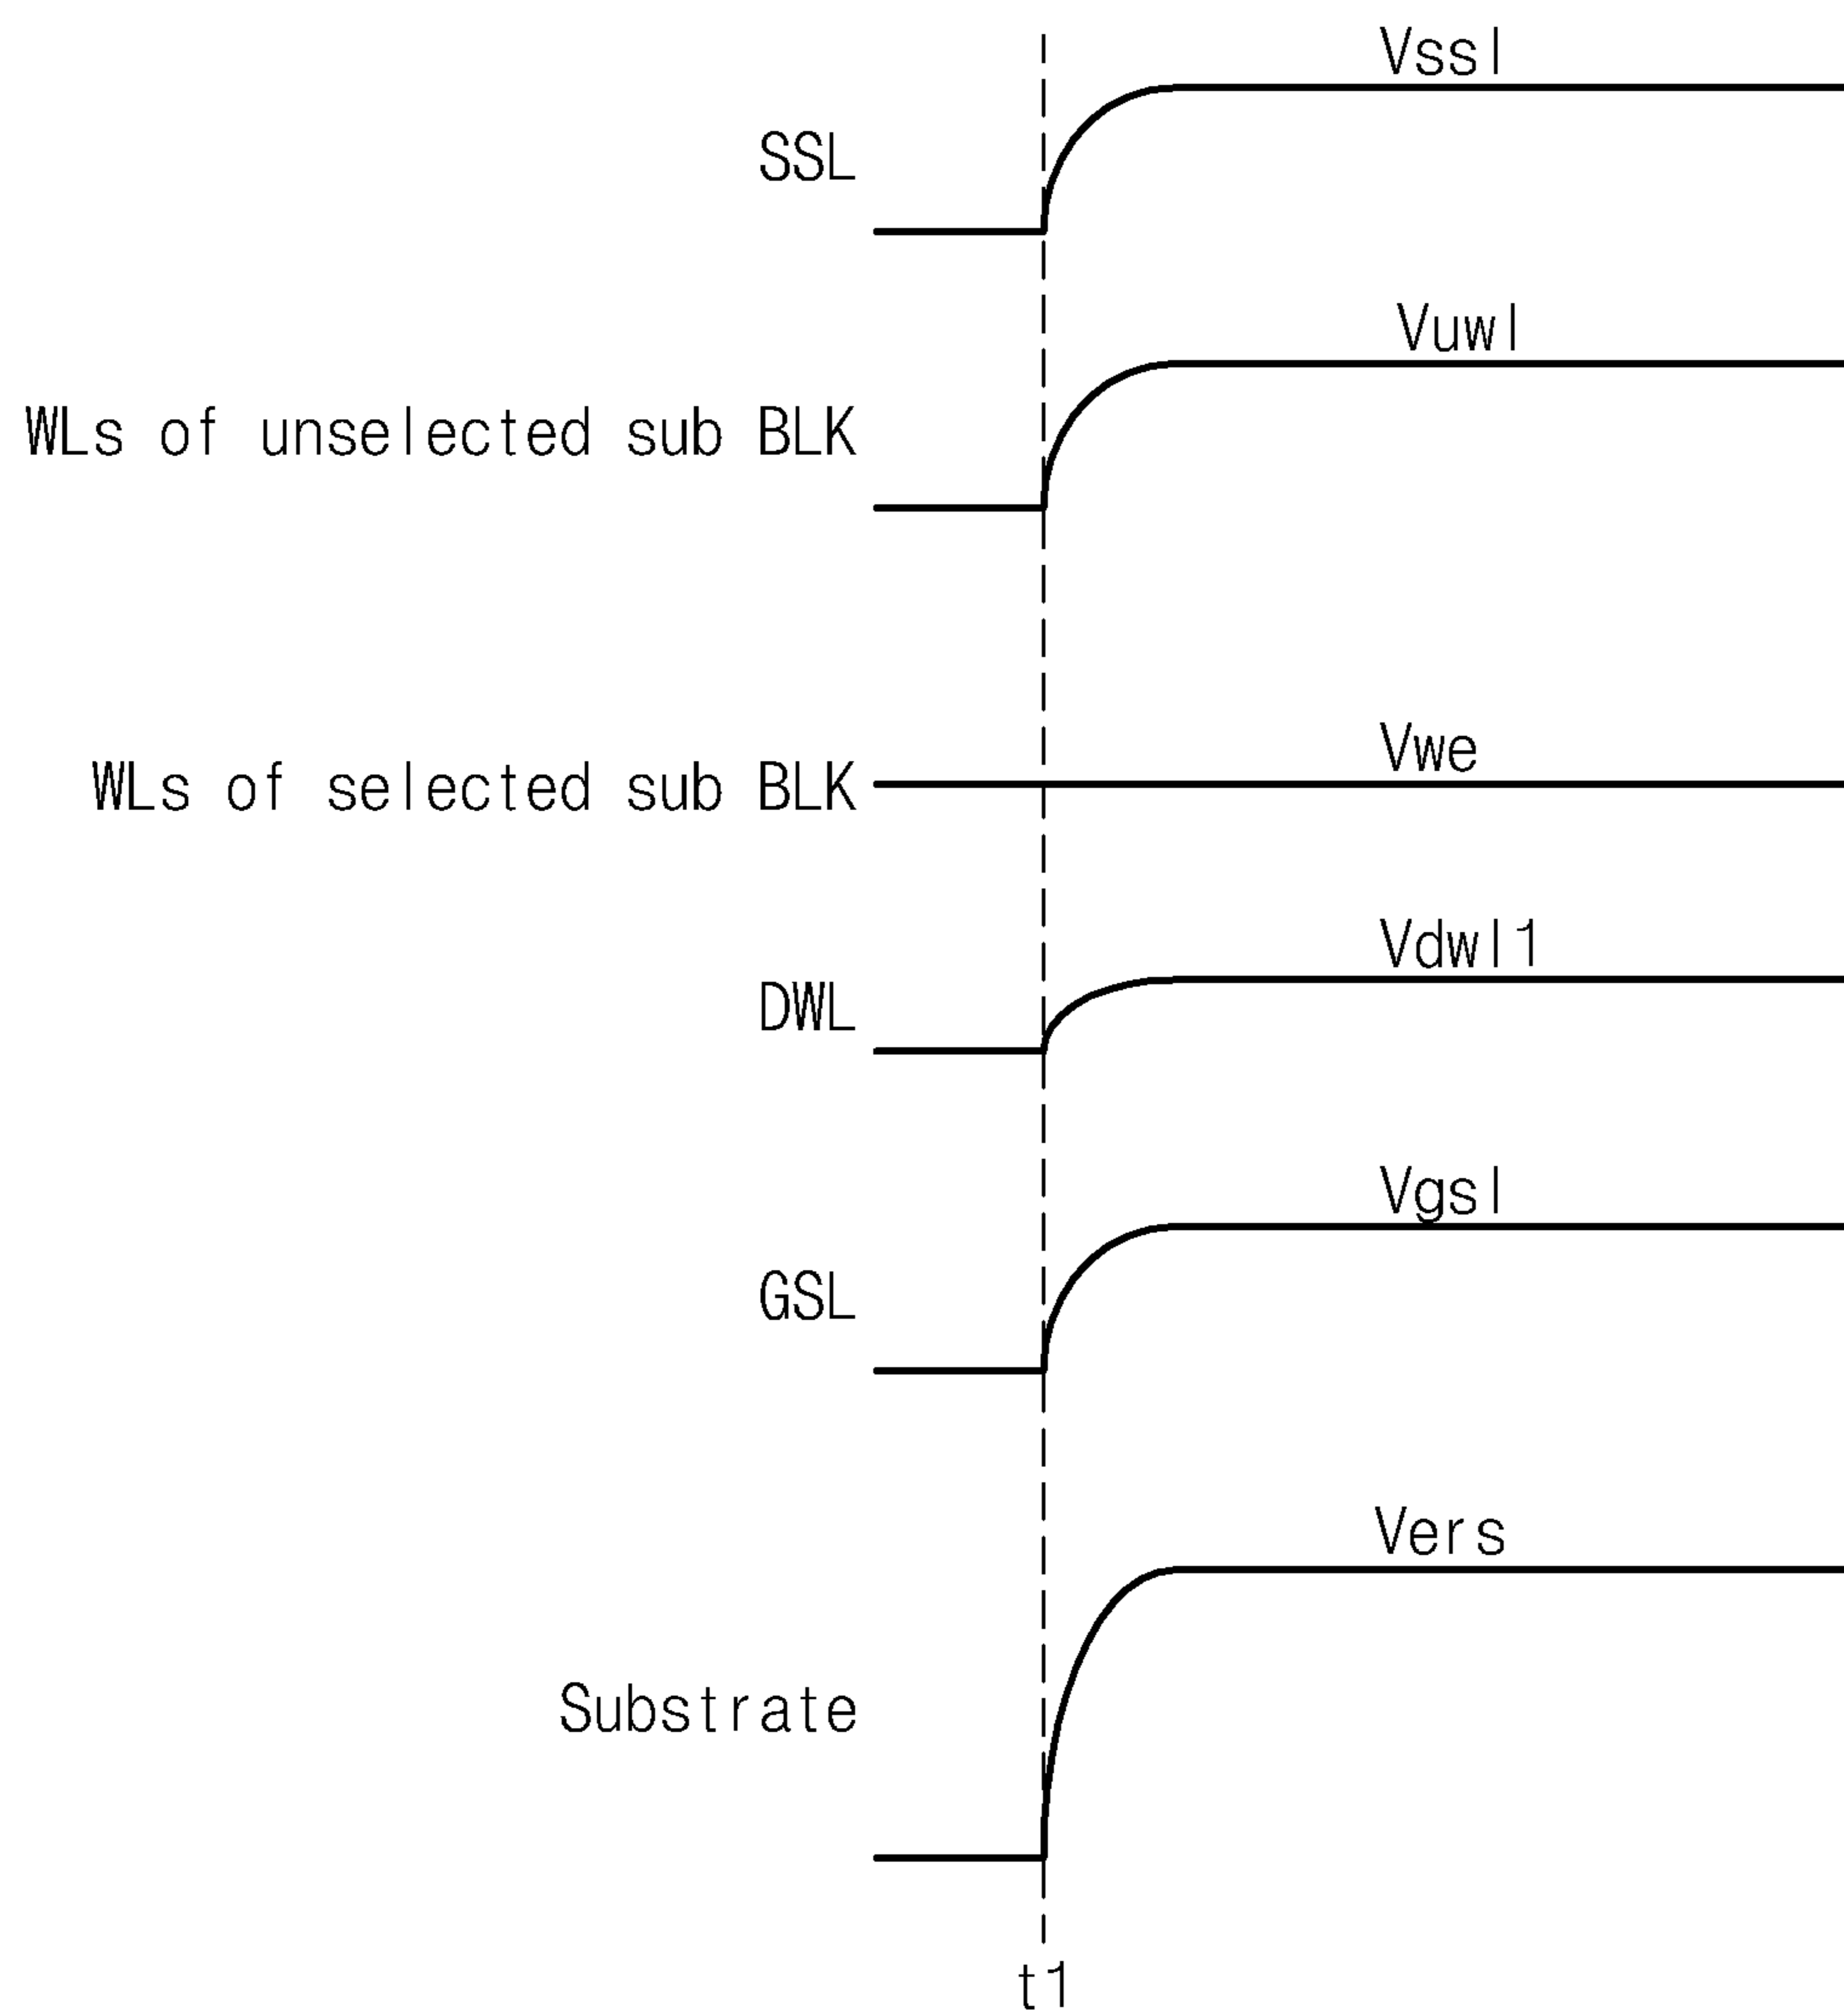 Vssl
SSL
Vuwl
WLs of unselected sub BLK
Vwe
WLs of selected sub BLK
Vdwl1
DWL
Vgsl
GSL
Vers
Substrate
t1